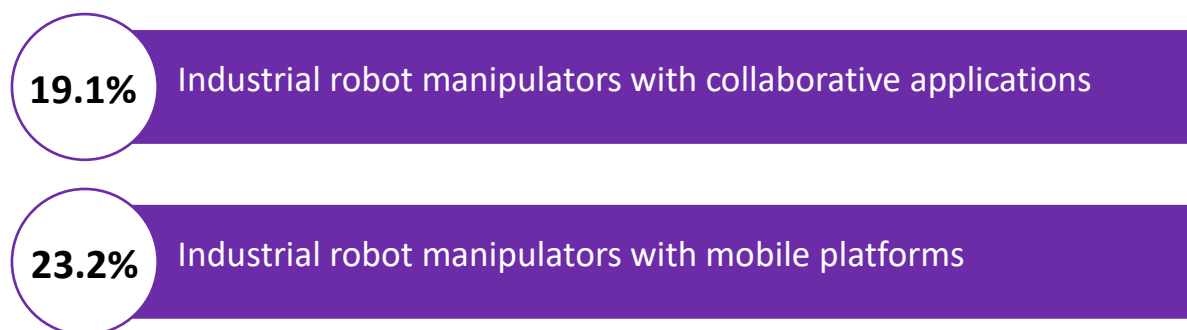 19.1%
Industrial robot manipulators with collaborative applications
23.2%
Industrial robot manipulators with mobile platforms